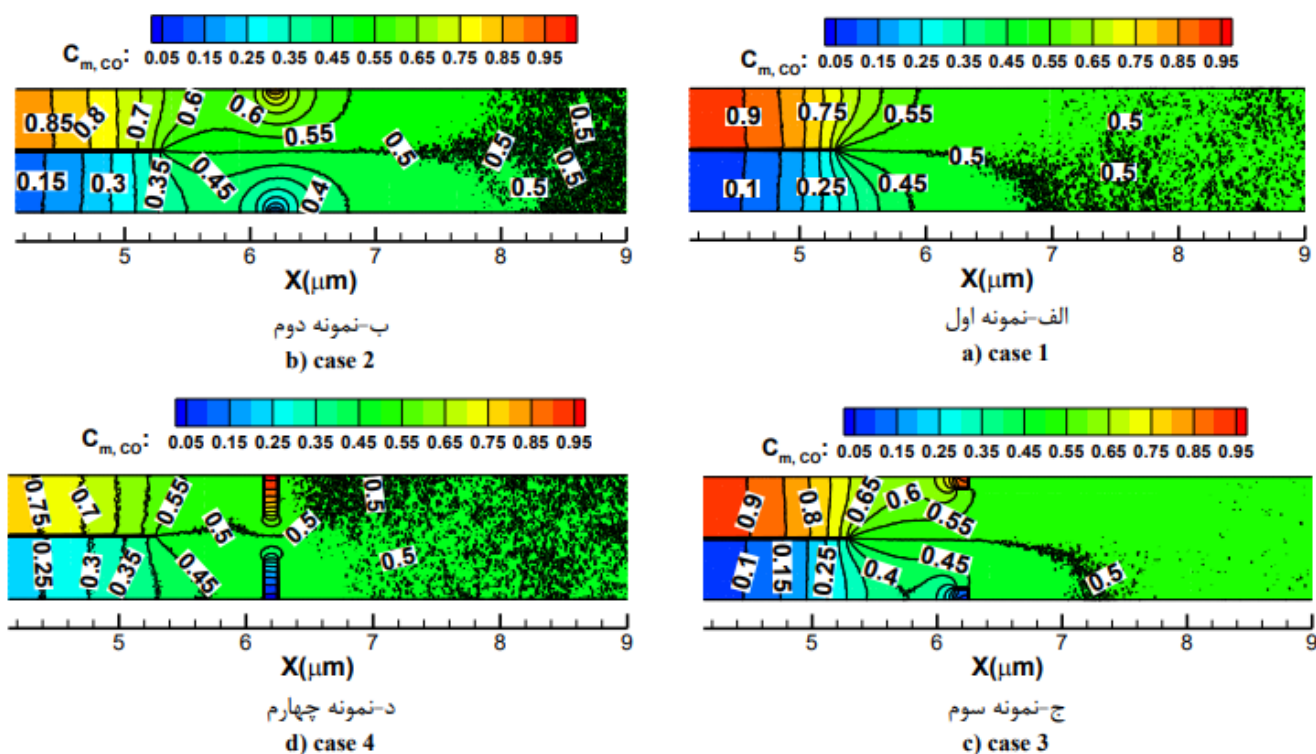 C_m, CO: 0.05 0.15 0.25 0.35 0.45 0.55 0.65 0.75 0.85 0.95
0.9 0.75 0.55 0.5
0.5 0.5
0.1 0.25 0.45
5 6 7 8 9
X(μm)
الف-نمونه اول
a) case 1
C_m, CO: 0.05 0.15 0.25 0.35 0.45 0.55 0.65 0.75 0.85 0.95
0.85 0.8 0.7 0.6 0.6 0.55 0.5
0.5 0.5 0.5
0.15 0.3 0.35 0.45 0.4 0.5
5 6 7 8 9
X(μm)
ب-نمونه دوم
b) case 2
C_m, CO: 0.05 0.15 0.25 0.35 0.45 0.55 0.65 0.75 0.85 0.95
0.9 0.8 0.65 0.6 0.55
0.1 0.15 0.25 0.4 0.45 0.5
5 6 7 8 9
X(μm)
ج-نمونه سوم
c) case 3
C_m, CO: 0.05 0.15 0.25 0.35 0.45 0.55 0.65 0.75 0.85 0.95
0.75 0.7 0.55 0.5 0.5 0.5
0.25 0.3 0.35 0.45 0.5
5 6 7 8 9
X(μm)
د-نمونه چهارم
d) case 4